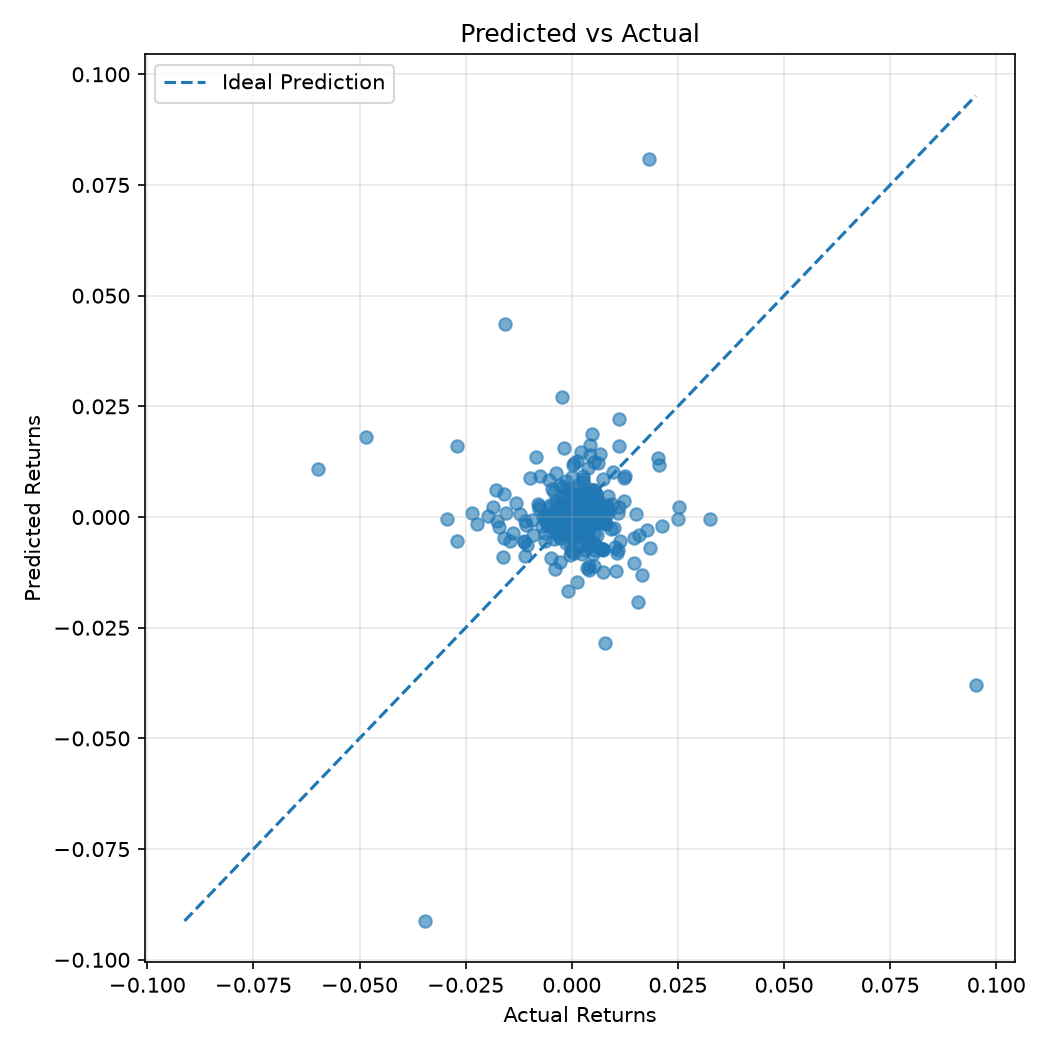 Predicted vs Actual
Ideal Prediction
0.100
0.075
0.050
0.025
0.000
−0.025
−0.050
−0.075
−0.100
Predicted Returns
−0.100 −0.075 −0.050 −0.025 0.000 0.025 0.050 0.075 0.100
Actual Returns